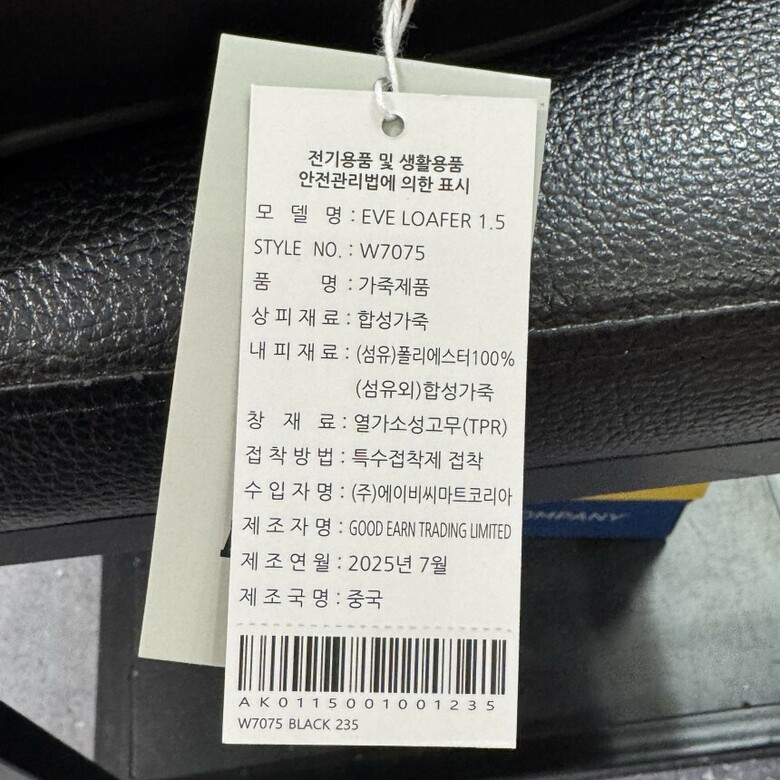 전기용품 및 생활용품
안전관리법에 의한 표시
모 델 명 : EVE LOAFER 1.5
STYLE NO. : W7075
품 명 : 가죽제품
상 피 재 료 : 합성가죽
내 피 재 료 : (섬유)폴리에스터100%
(섬유외)합성가죽
창 재 료 : 열가소성고무(TPR)
접 착 방 법 : 특수접착제 접착
수 입 자 명 : (주)에이비씨마트코리아
제 조 자 명 : GOOD EARN TRADING LIMITED
제 조 연 월 : 2025년 7월
제 조 국 명 : 중국
AK0115001001235
W7075 BLACK 235
OMPANY